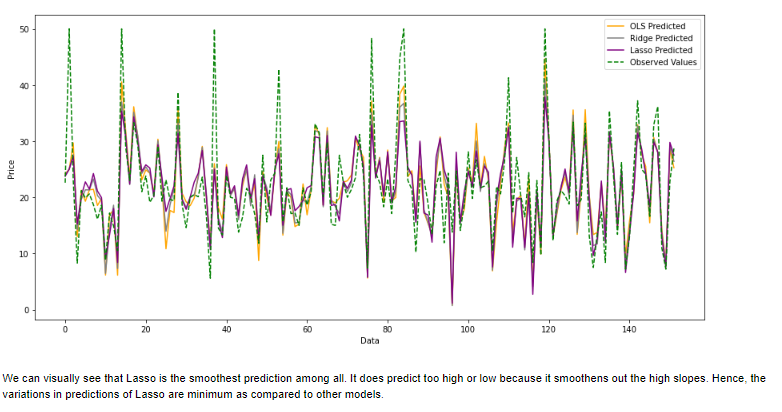 50
40
30
20
10
0
Price
0 20 40 60 80 100 120 140
Data
OLS Predicted
Ridge Predicted
Lasso Predicted
Observed Values
We can visually see that Lasso is the smoothest prediction among all. It does predict too high or low because it smoothens out the high slopes. Hence, the
variations in predictions of Lasso are minimum as compared to other models.